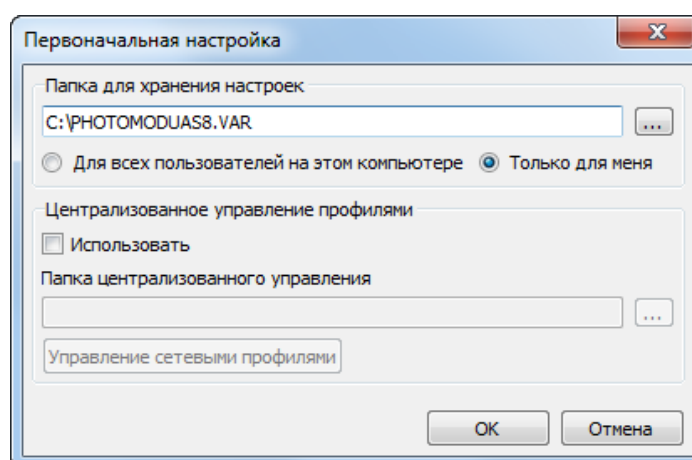 Первоначальная настройка
Папка для хранения настроек
C:\PHOTOMODUAS8.VAR
...
Для всех пользователей на этом компьютере Только для меня
Централизованное управление профилями
Использовать
Папка централизованного управления
...
Управление сетевыми профилями
OK Отмена